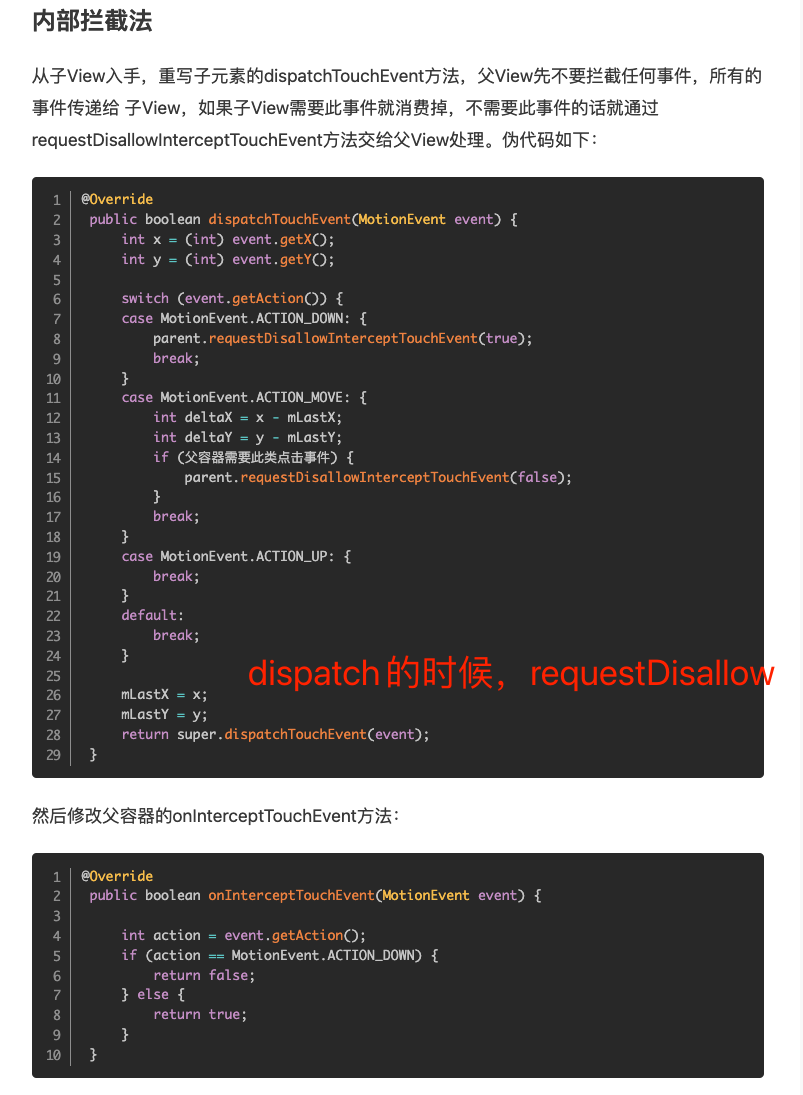 内部拦截法
从子View入手，重写子元素的dispatchTouchEvent方法，父View先不要拦截任何事件，所有的
事件传递给 子View，如果子View需要此事件就消费掉，不需要此事件的话就通过
requestDisallowInterceptTouchEvent方法交给父View处理。伪代码如下：
1 @Override
2 public boolean dispatchTouchEvent(MotionEvent event) {
3 int x = (int) event.getX();
4 int y = (int) event.getY();
5
6 switch (event.getAction()) {
7 case MotionEvent.ACTION_DOWN: {
8 parent.requestDisallowInterceptTouchEvent(true);
9 break;
10 }
11 case MotionEvent.ACTION_MOVE: {
12 int deltaX = x - mLastX;
13 int deltaY = y - mLastY;
14 if (父容器需要此类点击事件) {
15 parent.requestDisallowInterceptTouchEvent(false);
16 }
17 break;
18 }
19 case MotionEvent.ACTION_UP: {
20 break;
21 }
22 default:
23 break;
24 }
dispatch的时候，requestDisallow
25
26 mLastX = x;
27 mLastY = y;
28 return super.dispatchTouchEvent(event);
29 }
然后修改父容器的onInterceptTouchEvent方法：
1 @Override
2 public boolean onInterceptTouchEvent(MotionEvent event) {
3
4 int action = event.getAction();
5 if (action == MotionEvent.ACTION_DOWN) {
6 return false;
7 } else {
8 return true;
9 }
10 }